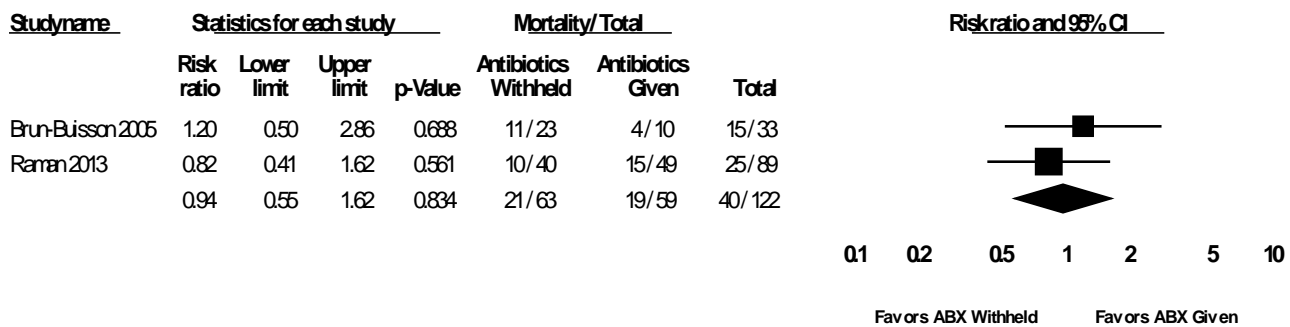 Study name Statistics for each study Mortality / Total Risk ratio and 95% CI
Risk Lower Upper Antibiotics Antibiotics
ratio limit limit p-Value Withheld Given Total
Brun-Buisson 2005 1.20 0.50 2.86 0.688 11 / 23 4 / 10 15 / 33
Raman 2013 0.82 0.41 1.62 0.561 10 / 40 15 / 49 25 / 89
0.94 0.55 1.62 0.834 21 / 63 19 / 59 40 / 122
0.1 0.2 0.5 1 2 5 10
Favors ABX Withheld Favors ABX Given